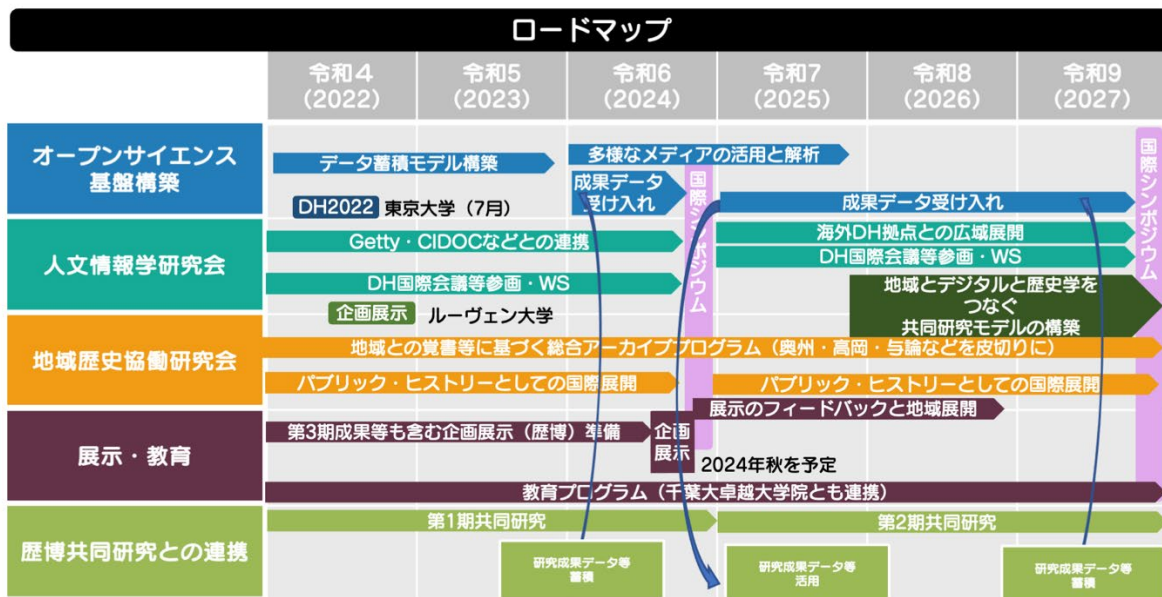 ロードマップ
令和4
(2022)
令和5
(2023)
令和6
(2024)
令和7
(2025)
令和8
(2026)
令和9
(2027)
オープンサイエンス
基盤構築
データ蓄積モデル構築
多様なメディアの活用と解析
成果データ
受け入れ
DH2022 東京大学（7月）
成果データ受け入れ
国際シンポジウム
国際シンポジウム
人文情報学研究会
Getty・CIDOCなどとの連携
海外DH拠点との広域展開
DH国際会議等参画・WS
DH国際会議等参画・WS
企画展示 ルーヴェン大学
地域とデジタルと歴史学を
つなぐ
共同研究モデルの構築
地域歴史協働研究会
地域との覚書等に基づく総合アーカイブプログラム（奥州・高岡・与論などを皮切りに）
パブリック・ヒストリーとしての国際展開
パブリック・ヒストリーとしての国際展開
展示・教育
展示のフィードバックと地域展開
第3期成果等も含む企画展示（歴博）準備
企画
展示
2024年秋を予定
教育プログラム（千葉大卓越大学院とも連携）
歴博共同研究との連携
第1期共同研究
第2期共同研究
研究成果データ等
蓄積
研究成果データ等
活用
研究成果データ等
蓄積